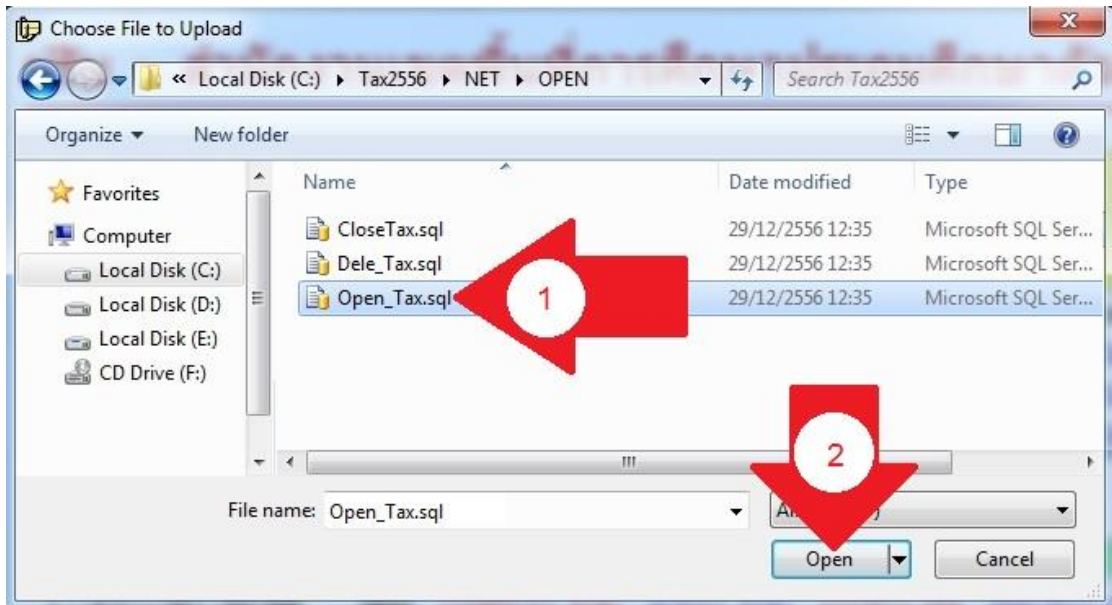 Choose File to Upload
« Local Disk (C:) ▸ Tax2556 ▸ NET ▸ OPEN
Search Tax2556
Organize
New folder
Name
Date modified
Type
Favorites
Computer
Local Disk (C:)
Local Disk (D:)
Local Disk (E:)
CD Drive (F:)
CloseTax.sql 29/12/2556 12:35 Microsoft SQL Ser...
Dele_Tax.sql 29/12/2556 12:35 Microsoft SQL Ser...
Open_Tax.sql 29/12/2556 12:35 Microsoft SQL Ser...
1
2
File name: Open_Tax.sql
Open
Cancel